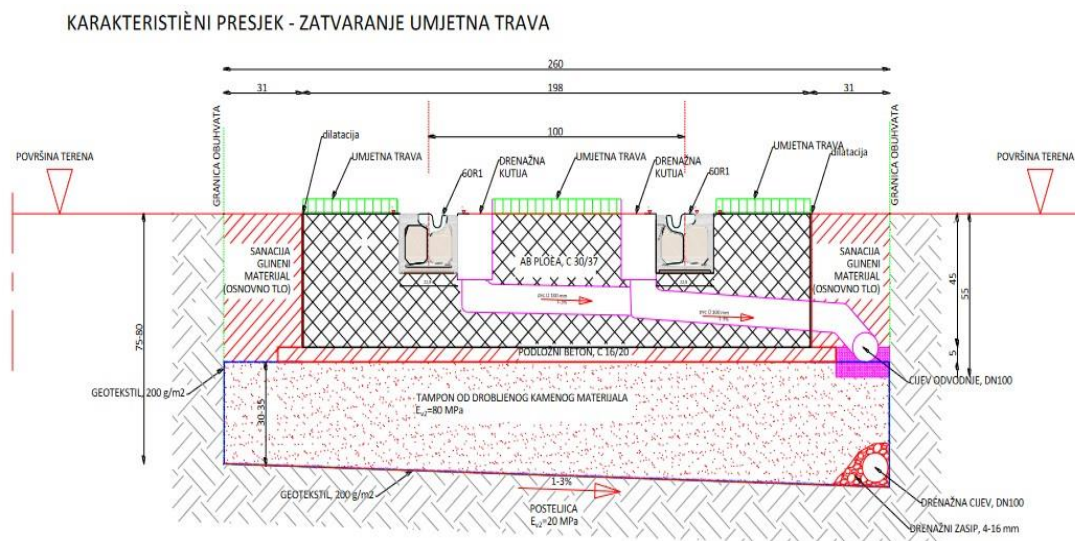 KARAKTERISTIÈNI PRESJEK - ZATVARANJE UMJETNA TRAVA
260
31
198
31
100
GRANICA OBUHVATA
GRANICA OBUHVATA
dilatacija
UMJETNA TRAVA
60R1
DRENAŽNA
KUTIJA
UMJETNA TRAVA
DRENAŽNA
KUTIJA
60R1
UMJETNA TRAVA
dilatacija
POVRŠINA TERENA
POVRŠINA TERENA
SANACIJA
GLINENI
MATERIJAL
(OSNOVNO TLO)
AB PLOEA, C 30/37
SANACIJA
GLINENI
MATERIJAL
(OSNOVNO TLO)
45
55
5
75-80
PODLOŽNI BETON, C 16/20
GEOTEKSTIL, 200 g/m2
CIJEV ODVODNJE, DN100
30-35
TAMPON OD DROBLJENOG KAMENOG MATERIJALA
Ev2=80 MPa
GEOTEKSTIL, 200 g/m2
1-3%
POSTELJICA
Ev2=20 MPa
DRENAŽNA CIJEV, DN100
DRENAŽNI ZASIP, 4-16 mm